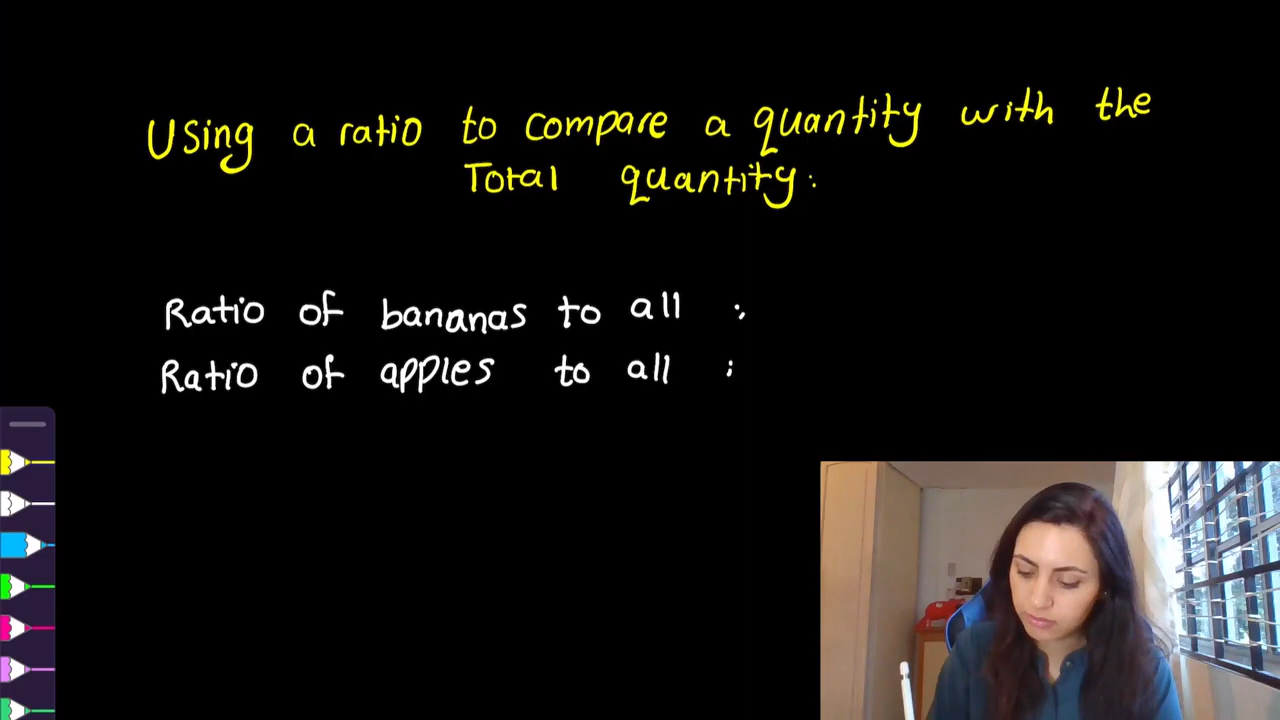 Using a ratio to compare a quantity with the
Total quantity:
Ratio of bananas to all :
Ratio of apples to all :